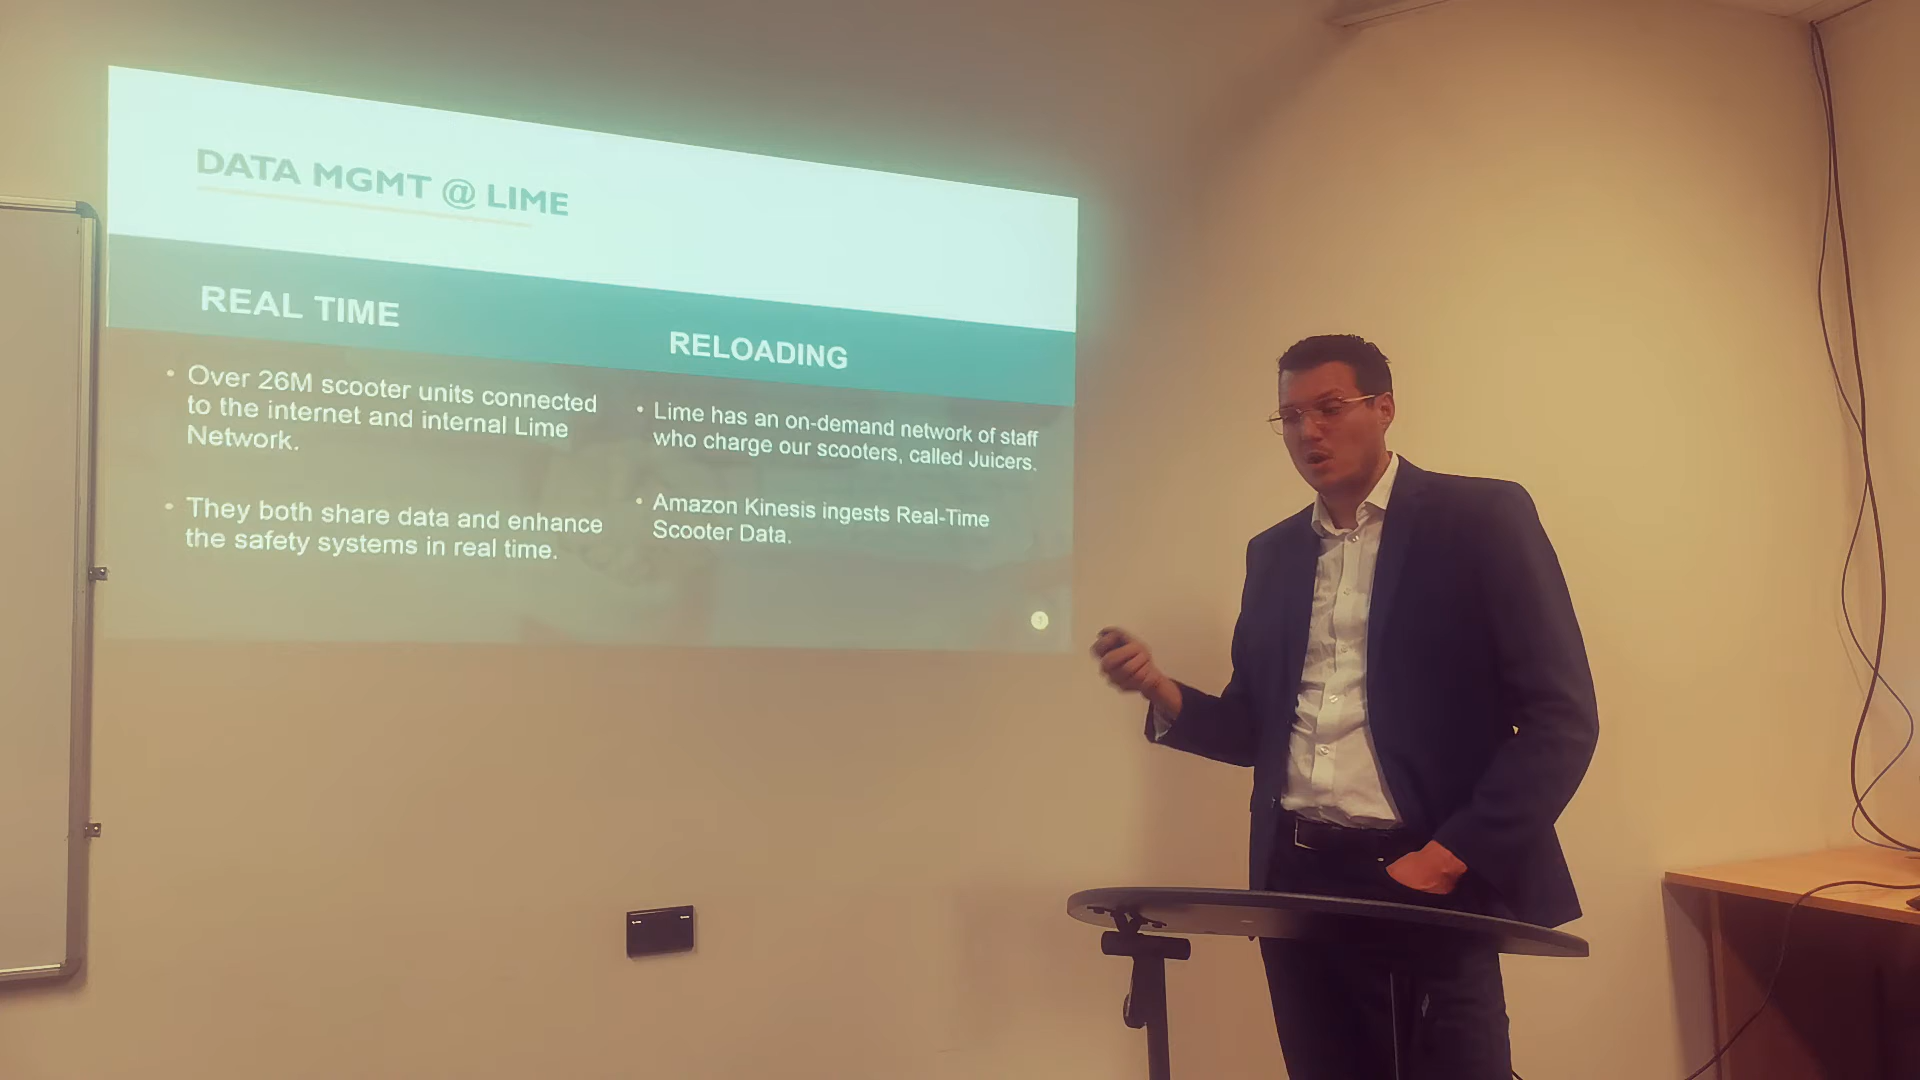 DATA MGMT @ LIME
REAL TIME
• Over 26M scooter units connected
to the internet and internal Lime
Network.
• They both share data and enhance
the safety systems in real time.
RELOADING
• Lime has an on-demand network of staff
who charge our scooters, called Juicers.
• Amazon Kinesis ingests Real-Time
Scooter Data.